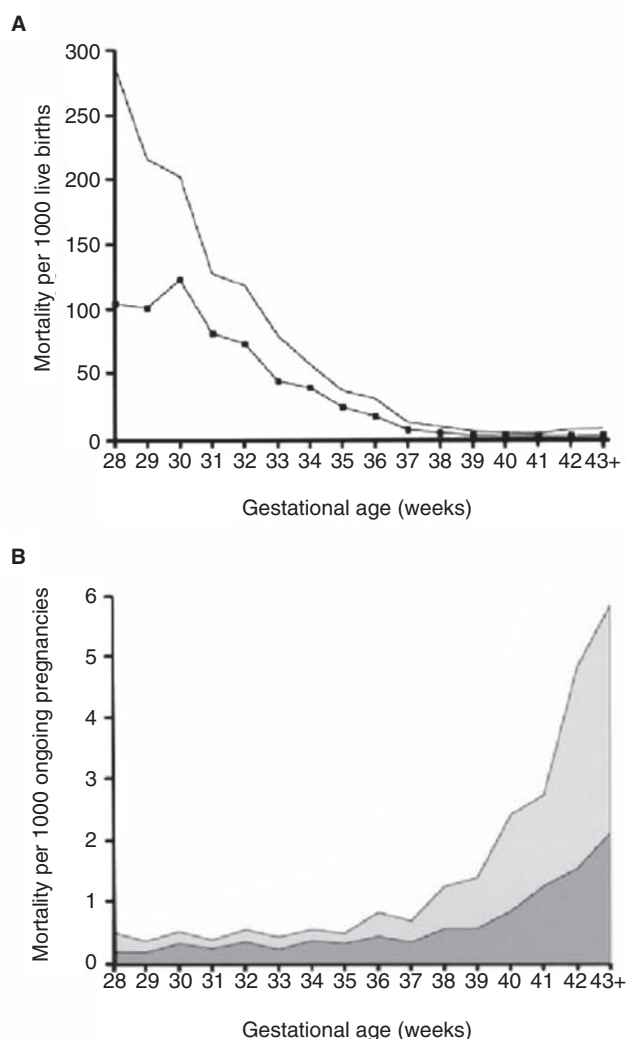 A
Mortality per 1000 live births
300
250
200
150
100
50
0
28 29 30 31 32 33 34 35 36 37 38 39 40 41 42 43+
Gestational age (weeks)
B
Mortality per 1000 ongoing pregnancies
6
5
4
3
2
1
0
28 29 30 31 32 33 34 35 36 37 38 39 40 41 42 43+
Gestational age (weeks)